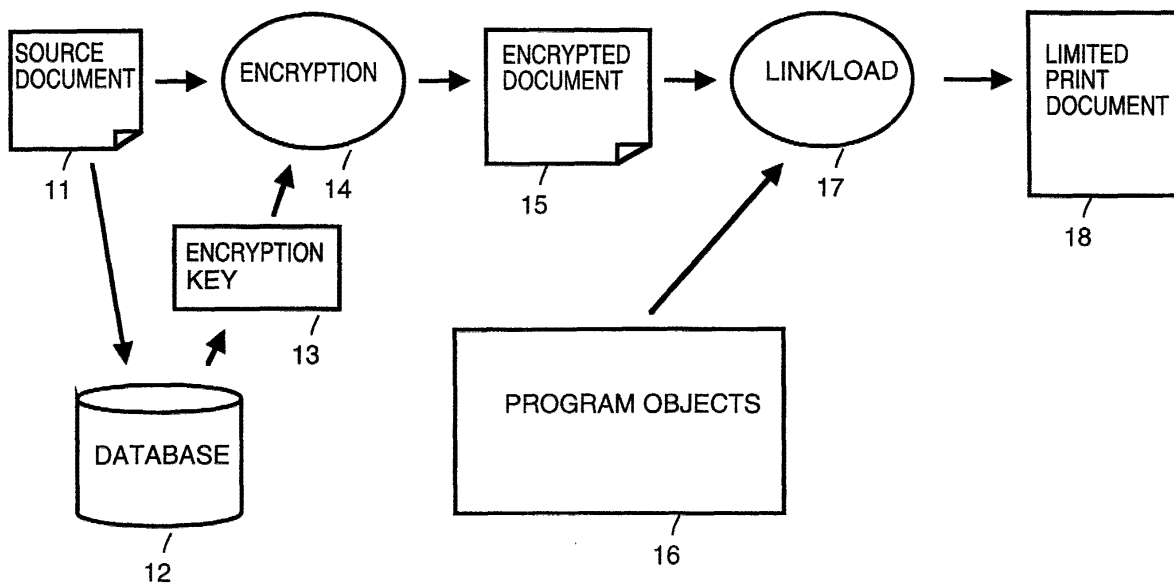 SOURCE
DOCUMENT
11
ENCRYPTION
14
ENCRYPTED
DOCUMENT
15
LINK/LOAD
17
LIMITED
PRINT
DOCUMENT
18
ENCRYPTION
KEY
13
DATABASE
12
PROGRAM OBJECTS
16